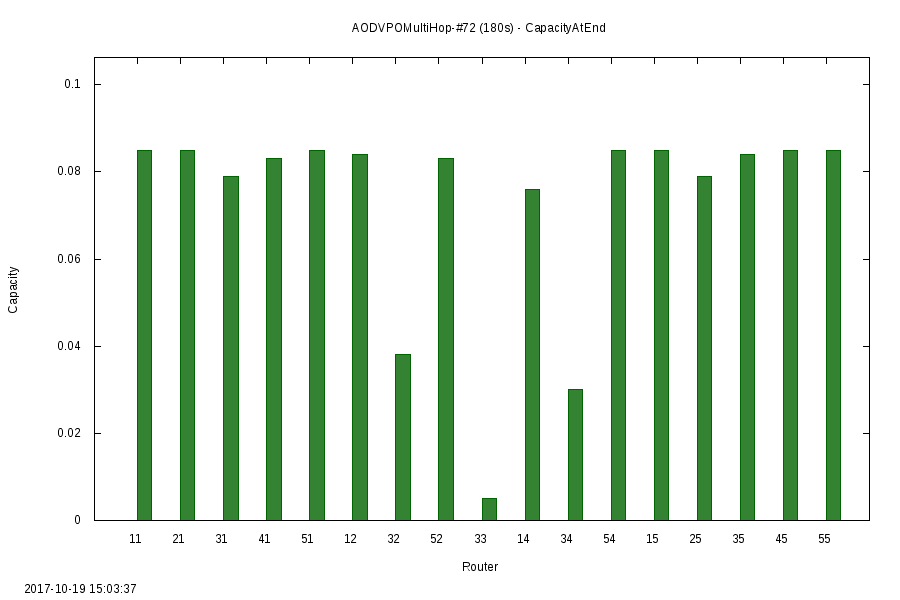 AODVPOMultiHop-#72 (180s) - CapacityAtEnd
0.1
0.08
0.06
0.04
0.02
0
Capacity
11 21 31 41 51 12 32 52 33 14 34 54 15 25 35 45 55
Router
2017-10-19 15:03:37